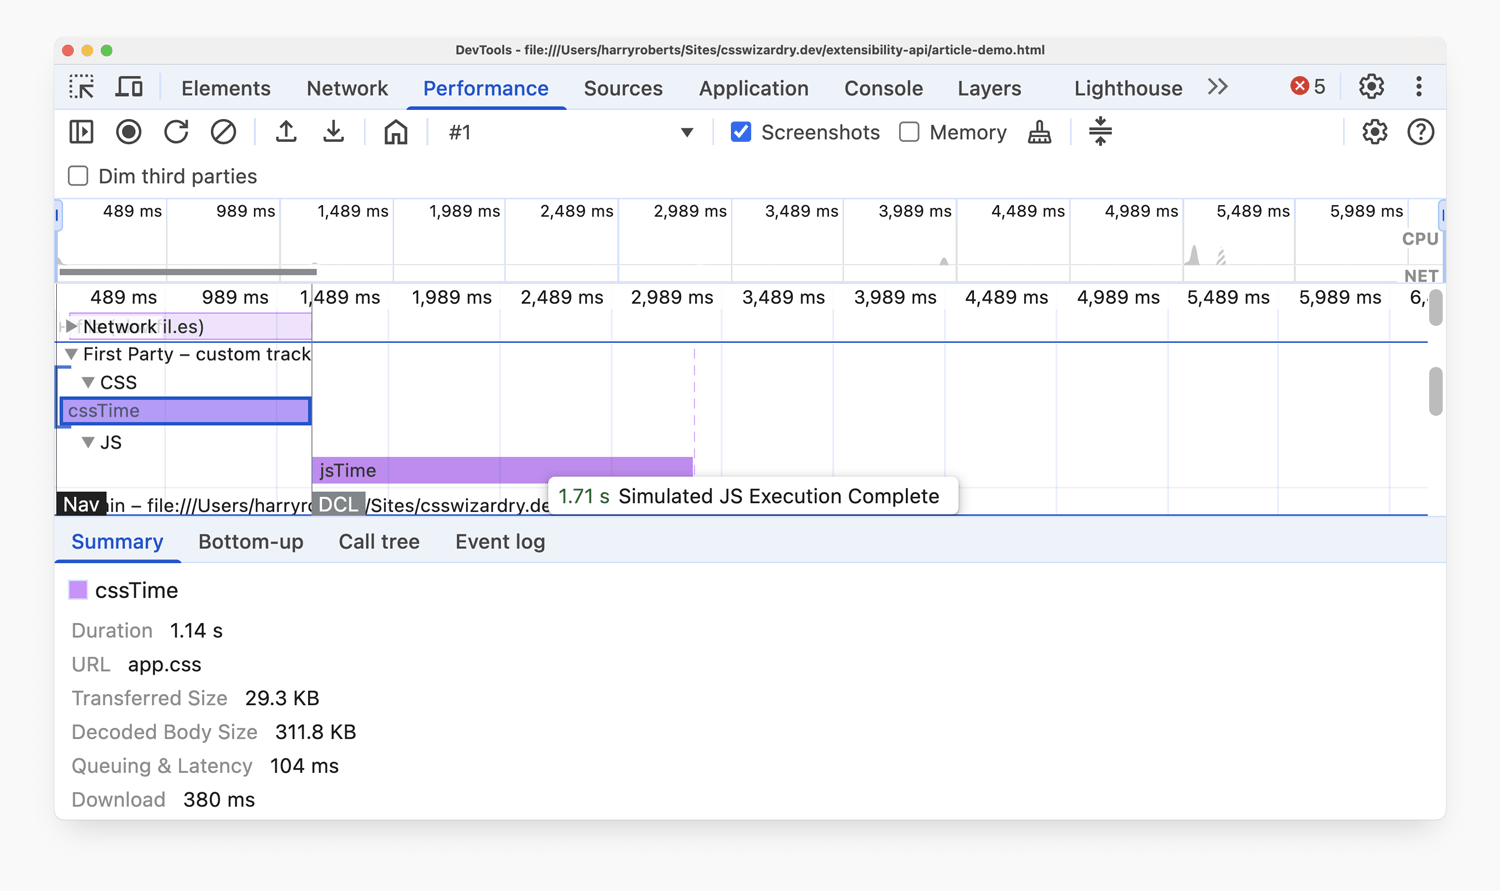 DevTools - file:///Users/harryroberts/Sites/csswizardry.dev/extensibility-api/article-demo.html
Elements Network Performance Sources Application Console Layers Lighthouse 5
#1 Screenshots Memory
Dim third parties
489 ms 989 ms 1,489 ms 1,989 ms 2,489 ms 2,989 ms 3,489 ms 3,989 ms 4,489 ms 4,989 ms 5,489 ms 5,989 ms
CPU
NET
489 ms 989 ms 1,489 ms 1,989 ms 2,489 ms 2,989 ms 3,489 ms 3,989 ms 4,489 ms 4,989 ms 5,489 ms 5,989 ms 6,
Network il.es)
First Party – custom track
CSS
cssTime
JS
jsTime
1.71 s Simulated JS Execution Complete
Nav in – file:///Users/harryro DCL /Sites/csswizardry.de
Summary Bottom-up Call tree Event log
cssTime
Duration 1.14 s
URL app.css
Transferred Size 29.3 KB
Decoded Body Size 311.8 KB
Queuing & Latency 104 ms
Download 380 ms